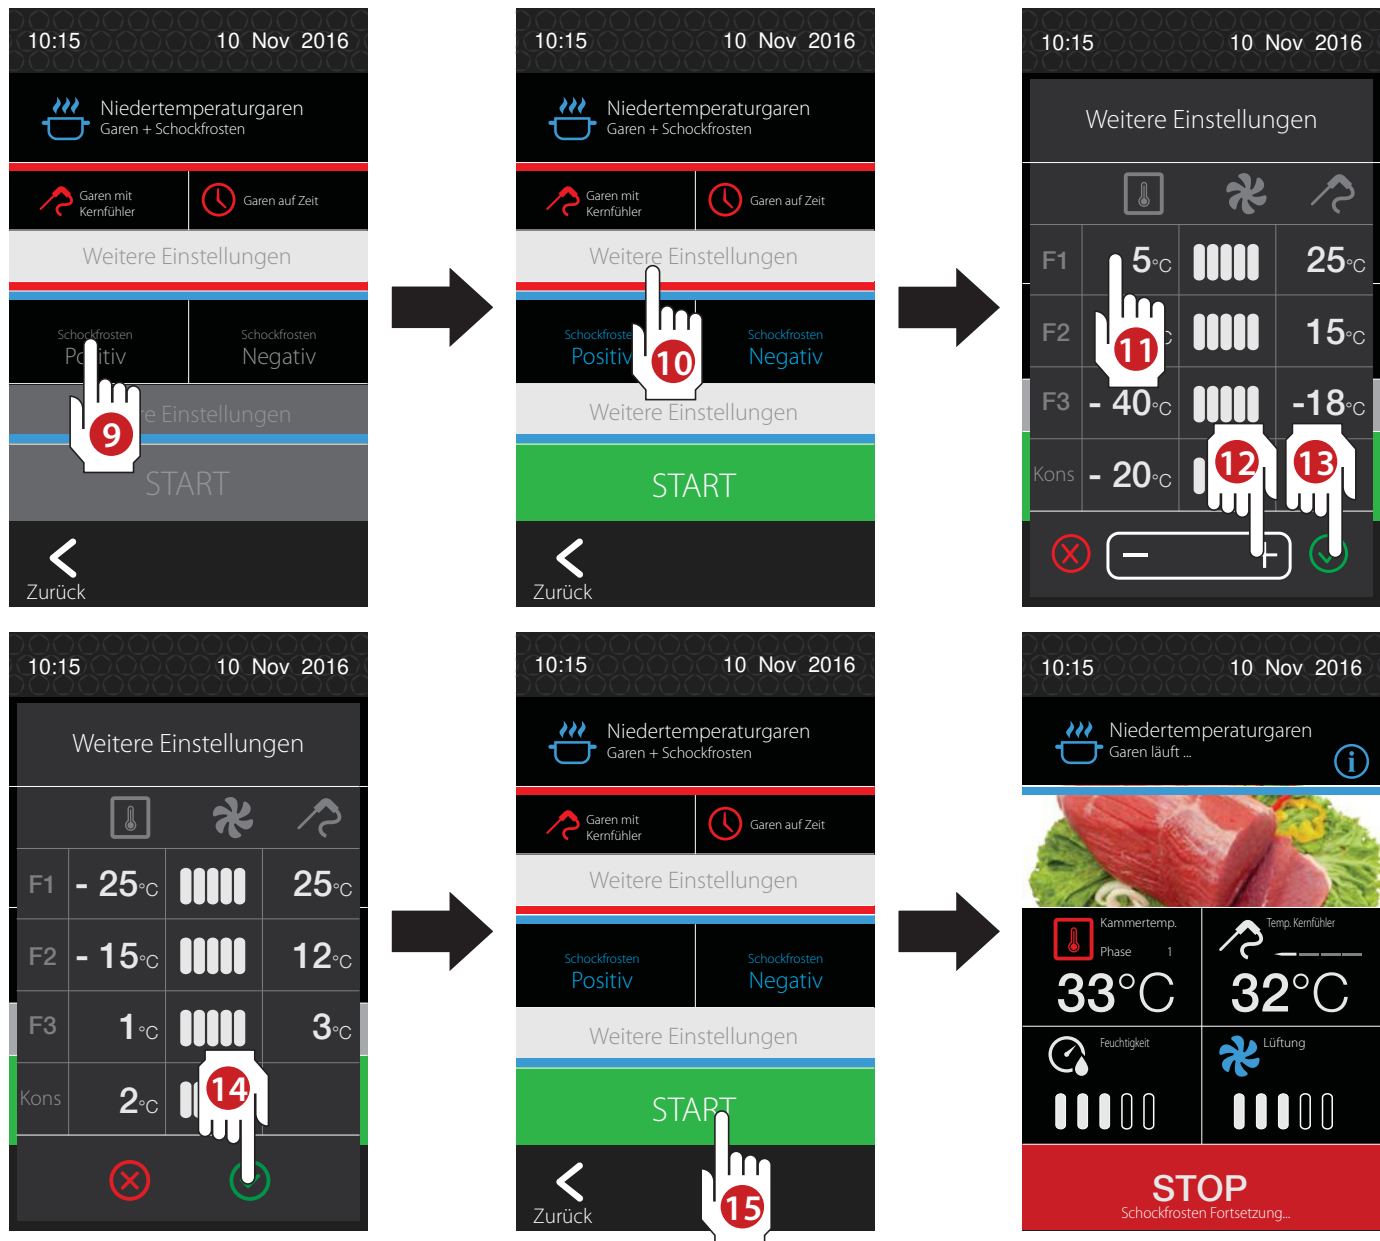 10:15 10 Nov 2016
Niedertemperaturgaren
Garen + Schockfrosten
Garen mit
Kernfühler
Garen auf Zeit
Weitere Einstellungen
Schockfrosten
Schockfrosten
Negativ
Einstellungen
9
START
Zurück
10:15 10 Nov 2016
Niedertemperaturgaren
Garen + Schockfrosten
Garen mit
Kernfühler
Garen auf Zeit
Weitere Einstellungen
Schockfrosten
Positiv
Negativ
10
Weitere Einstellungen
START
Zurück
10:15 10 Nov 2016
Weitere Einstellungen
F1 5°C 25°C
F2 15°C
11
F3 - 40°C -18°C
Kons - 20°C
12 13
10:15 10 Nov 2016
Weitere Einstellungen
F1 - 25°C 25°C
F2 - 15°C 12°C
F3 1°C 3°C
Kons 2°C
14
10:15 10 Nov 2016
Niedertemperaturgaren
Garen + Schockfrosten
Garen mit
Kernfühler
Garen auf Zeit
Weitere Einstellungen
Schockfrosten Schockfrosten
Positiv Negativ
Weitere Einstellungen
START
15
Zurück
10:15 10 Nov 2016
Niedertemperaturgaren
Garen läuft ...
i
Kammertemp.
Phase 1
33°C
Temp. Kernfühler
32°C
Feuchtigkeit
Lüftung
STOP
Schockfrosten Fortsetzung...